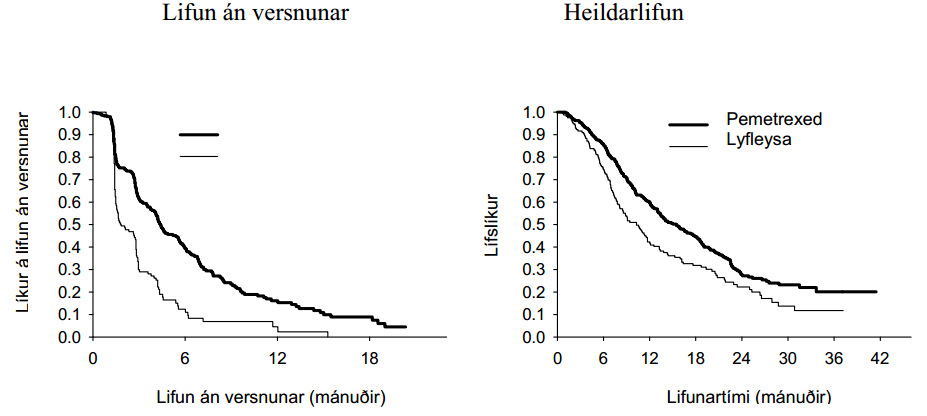 Lifun án versnunar
Heildarlifun
Líkur á lifun án versnunar
1.0
0.9
0.8
0.7
0.6
0.5
0.4
0.3
0.2
0.1
0.0
0 6 12 18
Lifun án versnunar (mánuðir)
Lífslíkur
1.0
0.9
0.8
0.7
0.6
0.5
0.4
0.3
0.2
0.1
0.0
Pemetrexed
Lyfleysa
0 6 12 18 24 30 36 42
Lifunartími (mánuðir)